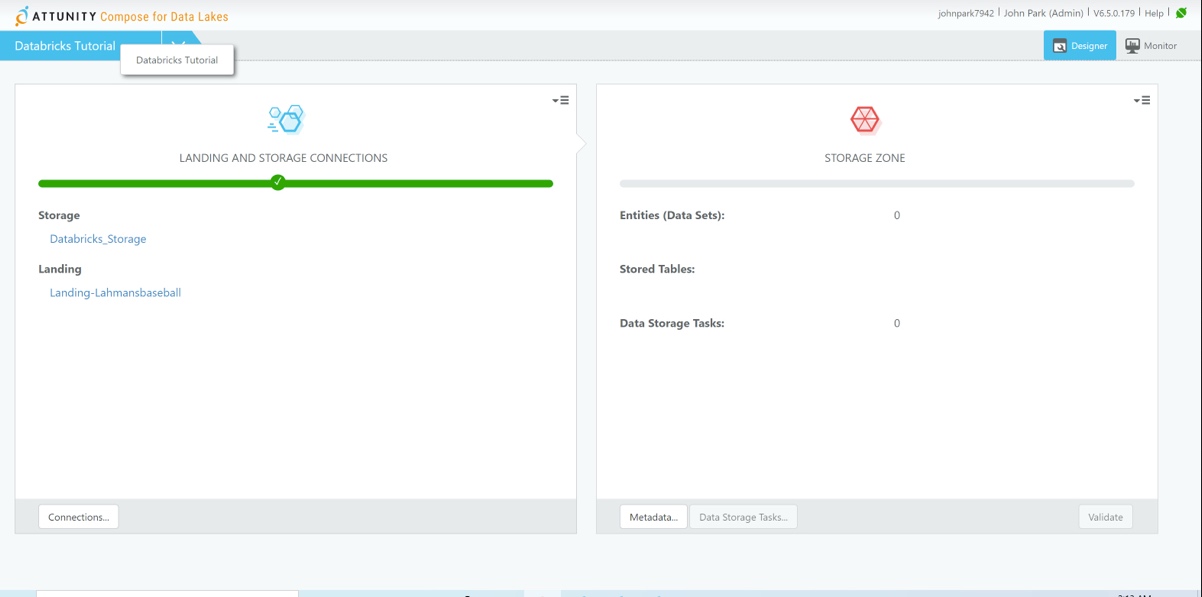 ATTUNITY Compose for Data Lakes
johnpark7942 | John Park (Admin) | V6.5.0.179 | Help |
Databricks Tutorial
Designer
Monitor
Databricks Tutorial
LANDING AND STORAGE CONNECTIONS
Storage
Databricks_Storage
Landing
Landing-Lahmansbaseball
Connections...
STORAGE ZONE
Entities (Data Sets): 0
Stored Tables:
Data Storage Tasks: 0
Metadata...
Data Storage Tasks...
Validate